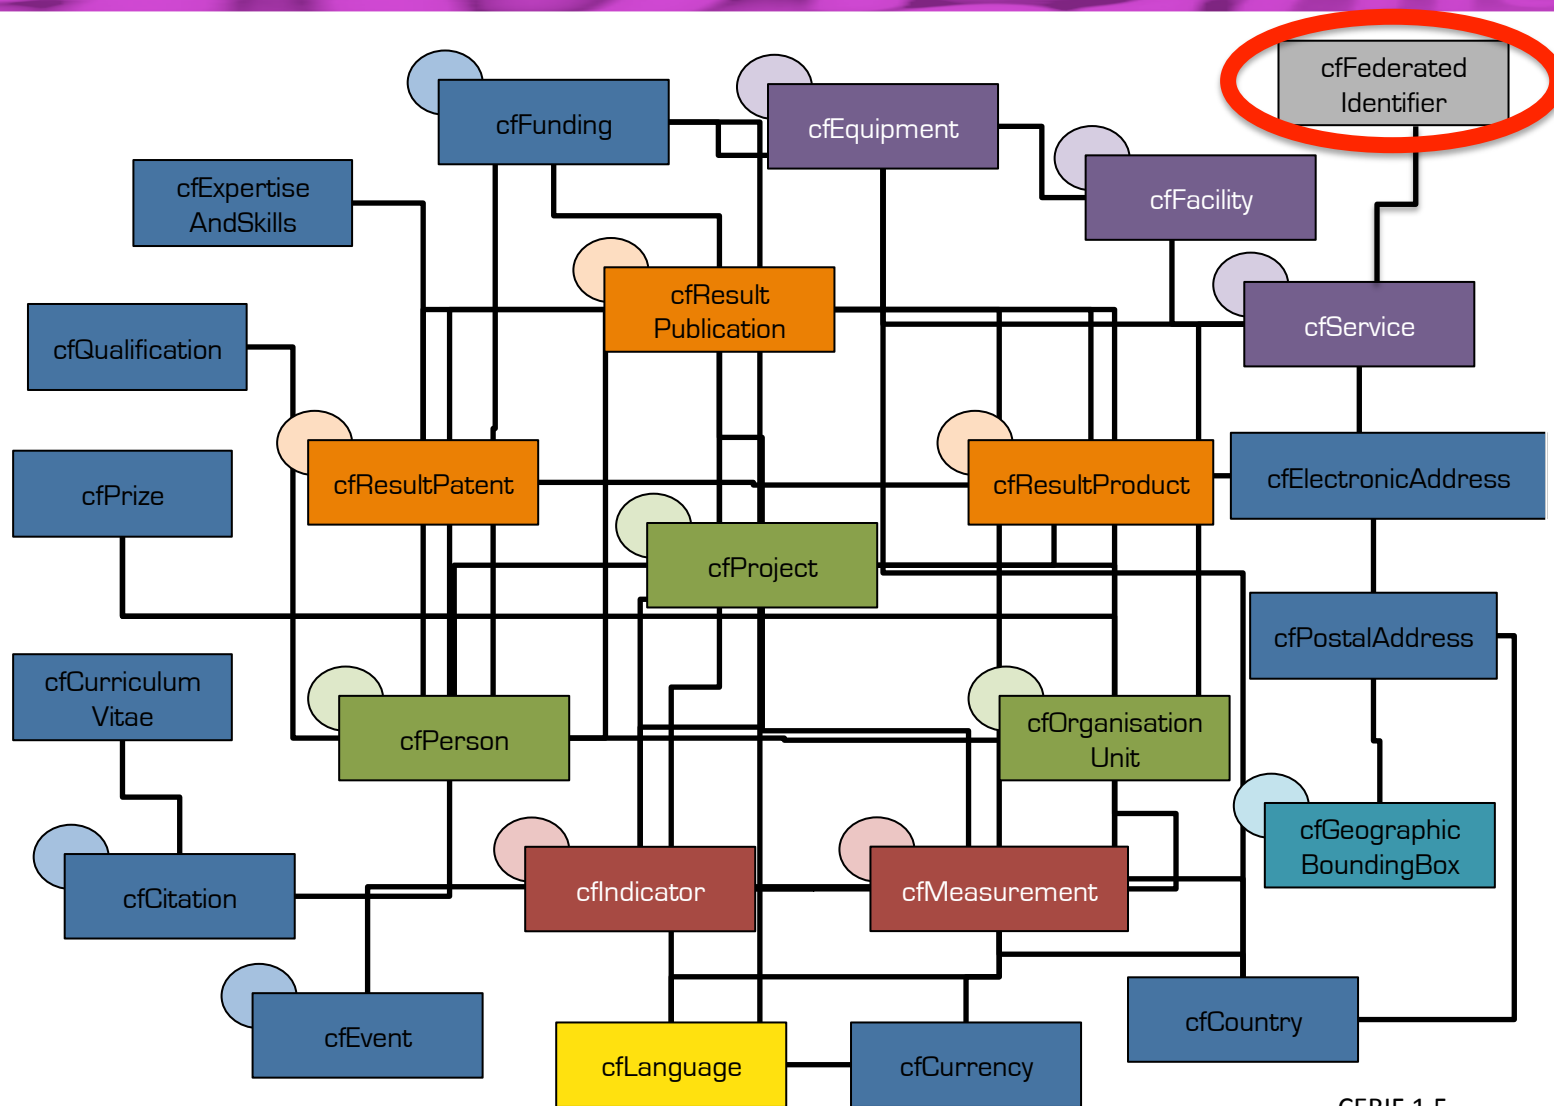 cfFederated
Identifier
cfFunding
cfEquipment
cfExpertise
AndSkills
cfFacility
cfResult
Publication
cfService
cfQualification
cfResultPatent
cfResultProduct
cfElectronicAddress
cfPrize
cfProject
cfPostalAddress
cfCurriculum
Vitae
cfPerson
cfOrganisation
Unit
cfGeographic
BoundingBox
cfCitation
cfIndicator
cfMeasurement
cfEvent
cfCountry
cfLanguage
cfCurrency